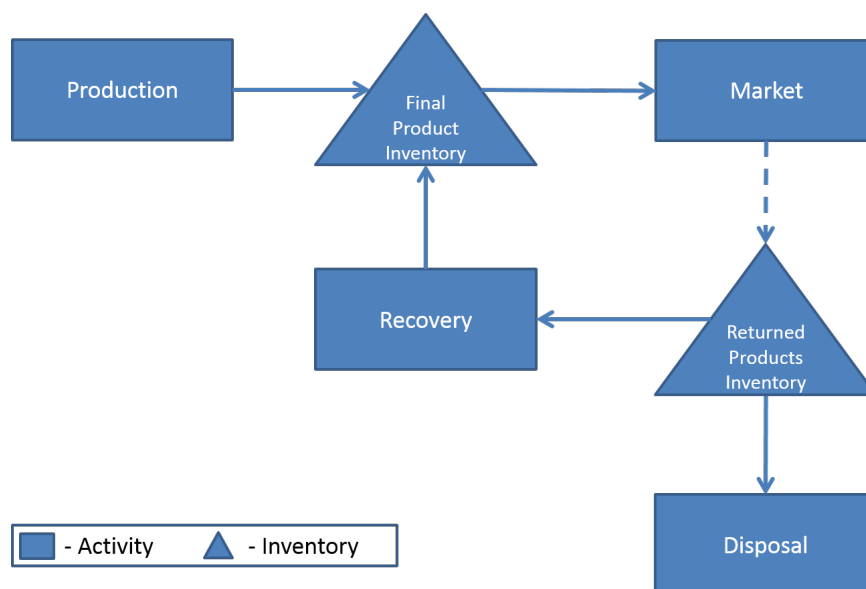 Production
Final
Product
Inventory
Market
Recovery
Returned
Products
Inventory
Disposal
- Activity
- Inventory